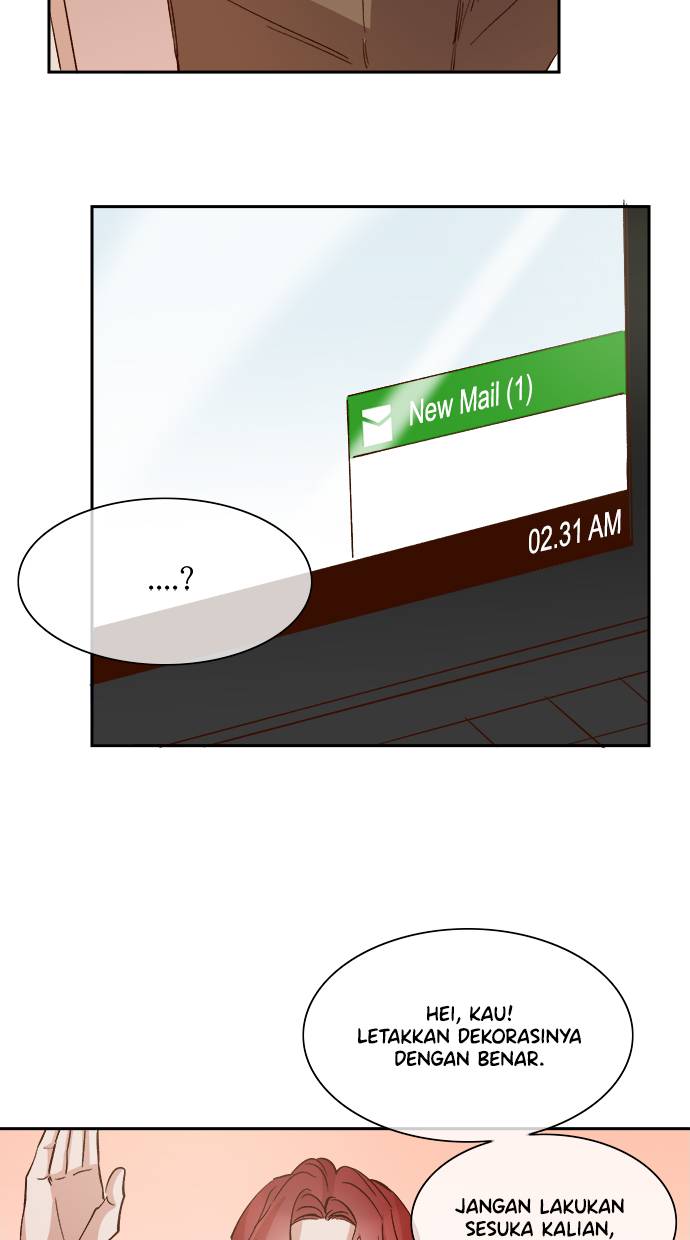 New Mail (1)
02.31 AM
....?
HEI, KAU!
LETAKKAN DEKORASINYA
DENGAN BENAR.
JANGAN LAKUKAN
SESUKA KALIAN,